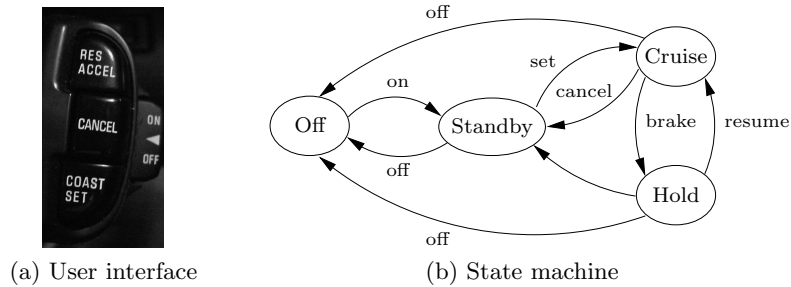 RES
ACCEL
CANCEL
ON
OFF
COAST
SET
(a) User interface
off
on
set
cancel
Cruise
Off
Standby
brake
resume
off
Hold
off
(b) State machine